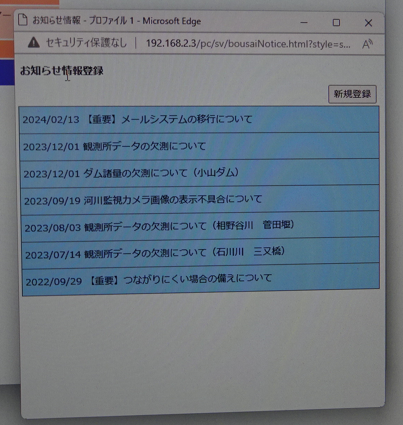 お知らせ情報 - プロファイル 1 - Microsoft Edge
セキュリティ保護なし | 192.168.2.3/pc/sv/bousaiNotice.html?style=s...
お知らせ情報登録
新規登録
2024/02/13 【重要】メールシステムの移行について
2023/12/01 観測所データの欠測について
2023/12/01 ダム諸量の欠測について（小山ダム）
2023/09/19 河川監視カメラ画像の表示不具合について
2023/08/03 観測所データの欠測について（相野谷川　菅田堰）
2023/07/14 観測所データの欠測について（石川川　三又橋）
2022/09/29 【重要】つながりにくい場合の備えについて